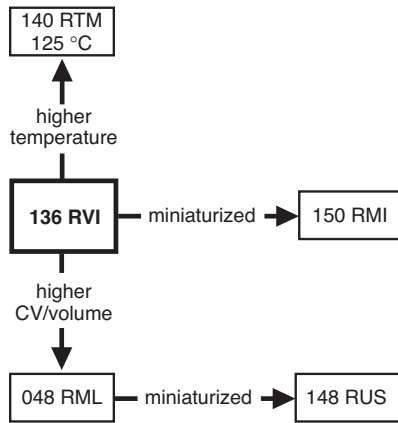 140 RTM
125 °C
higher
temperature
136 RVI
miniaturized
150 RMI
higher
CV/volume
048 RML
miniaturized
148 RUS